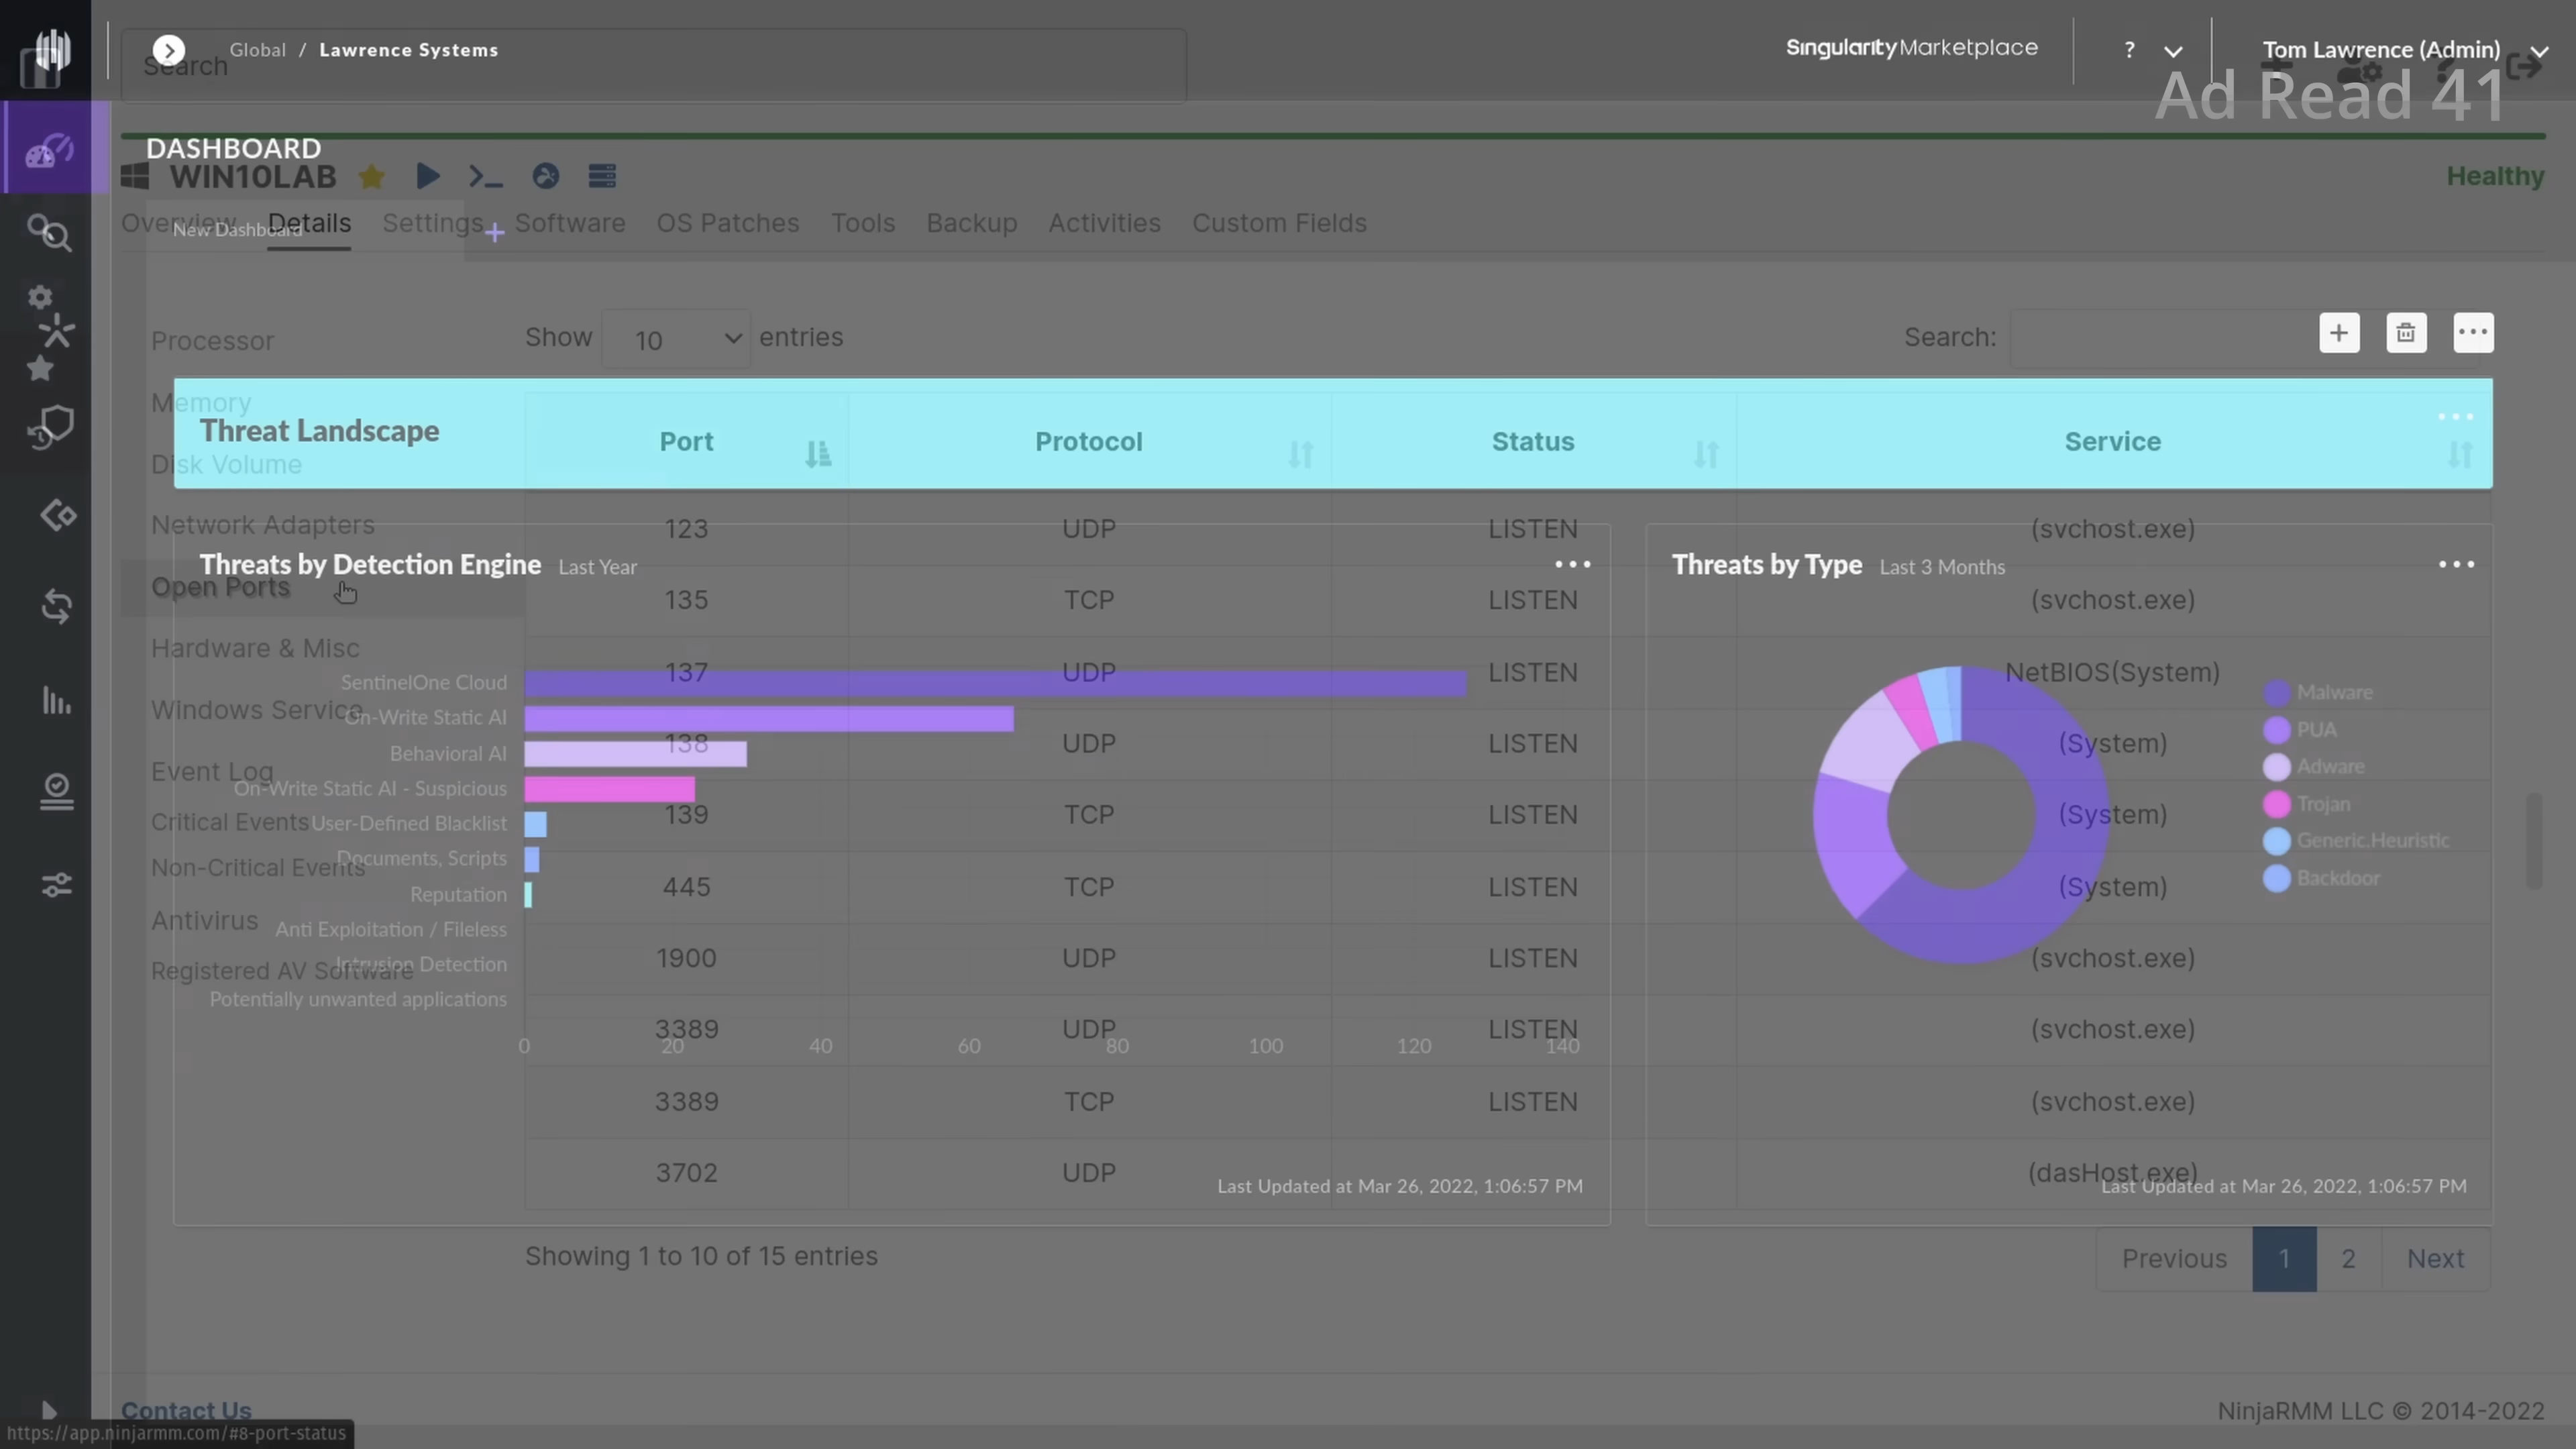 Global / Lawrence Systems
Search
Singularity Marketplace
?
Tom Lawrence (Admin)
Ad Read 41
DASHBOARD
WIN10LAB
Healthy
Overview Details Settings Software OS Patches Tools Backup Activities Custom Fields
New Dashboard
Processor
Show 10 entries
Search:
Memory
Threat Landscape
Port Protocol Status Service
Disk Volume
Network Adapters
123 UDP LISTEN (svchost.exe)
Threats by Detection Engine Last Year
Threats by Type Last 3 Months
Open Ports
135 TCP LISTEN (svchost.exe)
Hardware & Misc
137 UDP LISTEN NetBIOS(System)
SentinelOne Cloud
Malware
Windows Service
On-Write Static AI
PUA
138 UDP LISTEN (System)
Behavioral AI
Adware
Event Log
On-Write Static AI - Suspicious
Trojan
139 TCP LISTEN (System)
Critical Events
User-Defined Blacklist
Generic.Heuristic
Documents, Scripts
Non-Critical Events
Backdoor
445 TCP LISTEN (System)
Reputation
Antivirus
Anti Exploitation / Fileless
1900 UDP LISTEN (svchost.exe)
Intrusion Detection
Registered AV Software
Potentially unwanted applications
3389 UDP LISTEN (svchost.exe)
0 20 40 60 80 100 120 140
3389 TCP LISTEN (svchost.exe)
3702 UDP (dasHost.exe)
Last Updated at Mar 26, 2022, 1:06:57 PM
Last Updated at Mar 26, 2022, 1:06:57 PM
Showing 1 to 10 of 15 entries
Previous 1 2 Next
Contact Us
NinjaRMM LLC © 2014-2022
https://app.ninjarmm.com/#8-port-status